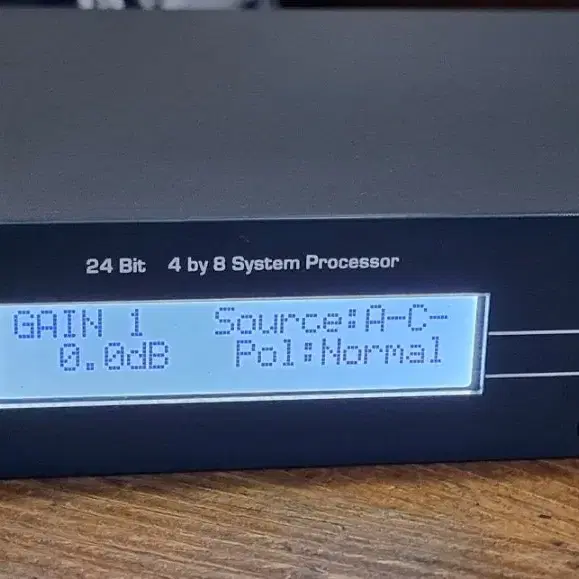 24 Bit 4 by 8 System Processor
GAIN 1 Source:A-C-
0.0dB Pol:Normal